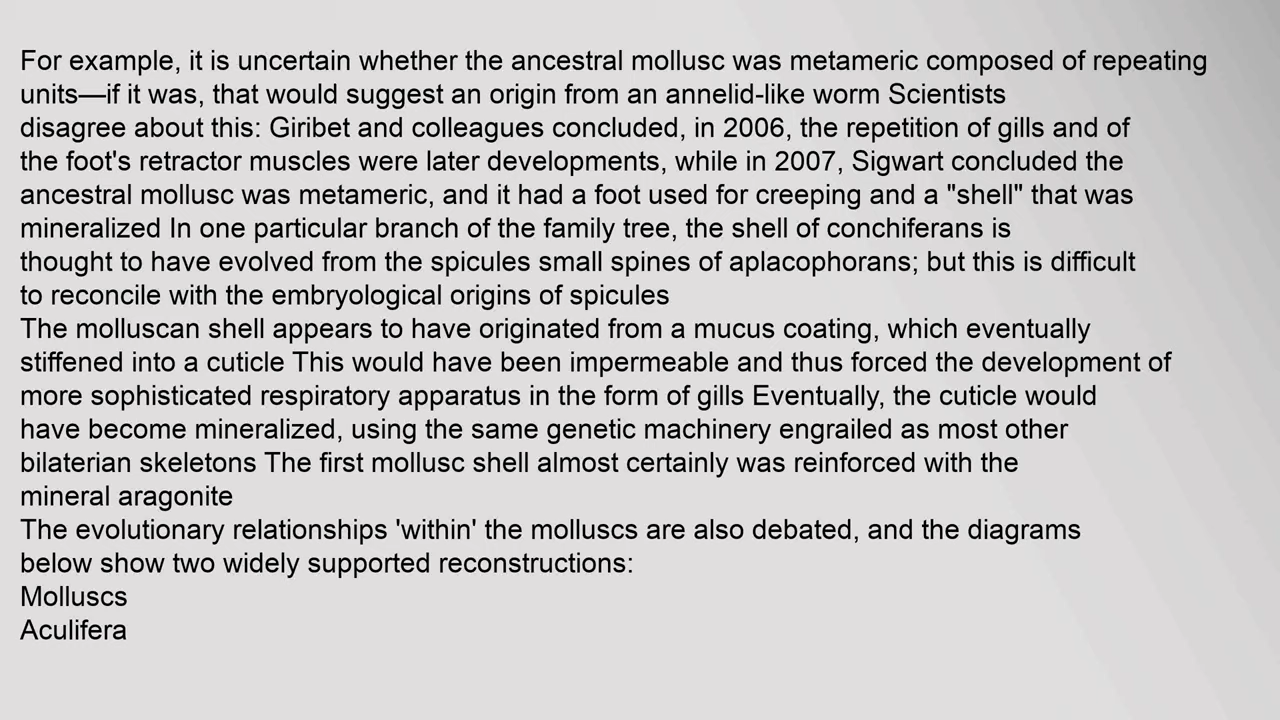 For example, it is uncertain whether the ancestral mollusc was metameric composed of repeating
units—if it was, that would suggest an origin from an annelid-like worm Scientists
disagree about this: Giribet and colleagues concluded, in 2006, the repetition of gills and of
the foot's retractor muscles were later developments, while in 2007, Sigwart concluded the
ancestral mollusc was metameric, and it had a foot used for creeping and a "shell" that was
mineralized In one particular branch of the family tree, the shell of conchiferans is
thought to have evolved from the spicules small spines of aplacophorans; but this is difficult
to reconcile with the embryological origins of spicules
The molluscan shell appears to have originated from a mucus coating, which eventually
stiffened into a cuticle This would have been impermeable and thus forced the development of
more sophisticated respiratory apparatus in the form of gills Eventually, the cuticle would
have become mineralized, using the same genetic machinery engrailed as most other
bilaterian skeletons The first mollusc shell almost certainly was reinforced with the
mineral aragonite
The evolutionary relationships 'within' the molluscs are also debated, and the diagrams
below show two widely supported reconstructions:
Molluscs
Aculifera